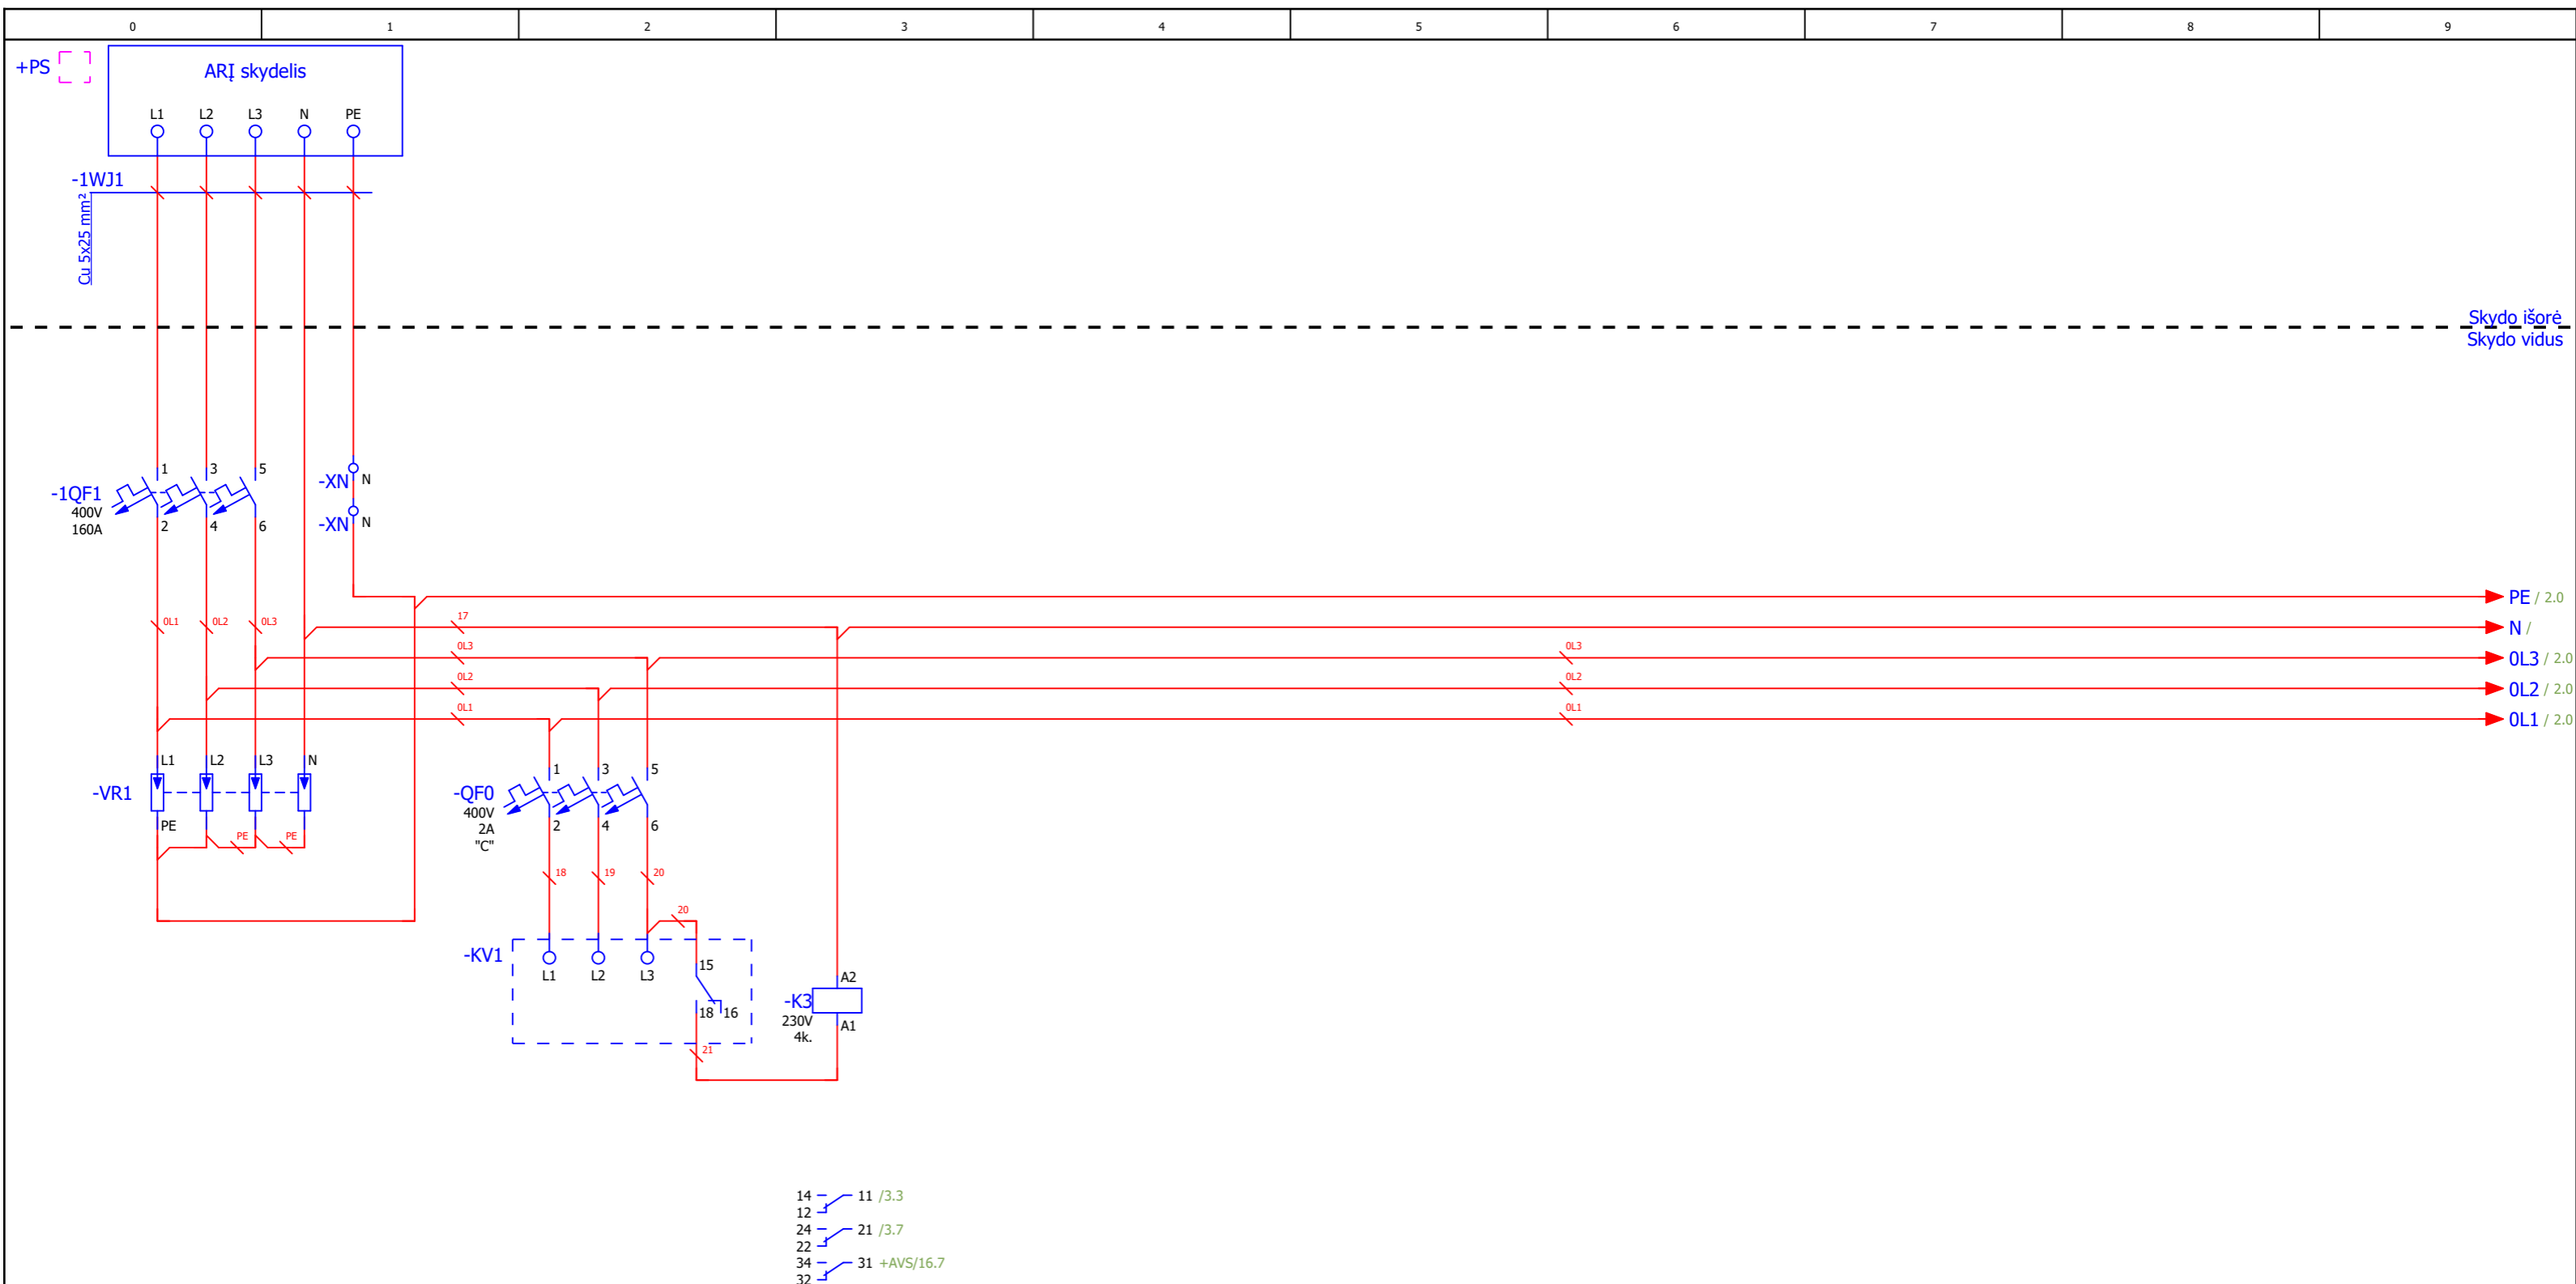 0 1 2 3 4 5 6 7 8 9
+PS
ARĮ skydelis
L1 L2 L3 N PE
-1WJ1
Cu 5x25 mm²
Skydo išorė
Skydo vidus
-1QF1
400V
160A
1 3 5
2 4 6
-XN N
-XN N
PE / 2.0
17
N /
0L1 0L2 0L3
0L3 0L3
0L3 / 2.0
0L2 0L2
0L2 / 2.0
0L1 0L1
0L1 / 2.0
-VR1
L1 L2 L3 N
PE
PE PE
-QF0
400V
2A
"C"
1 3 5
2 4 6
18 19 20
20
-KV1
L1 L2 L3
15
18 16
21
-K3
230V
4k.
A2
A1
14 11 /3.3
12
24 21 /3.7
22
34 31 +AVS/16.7
32